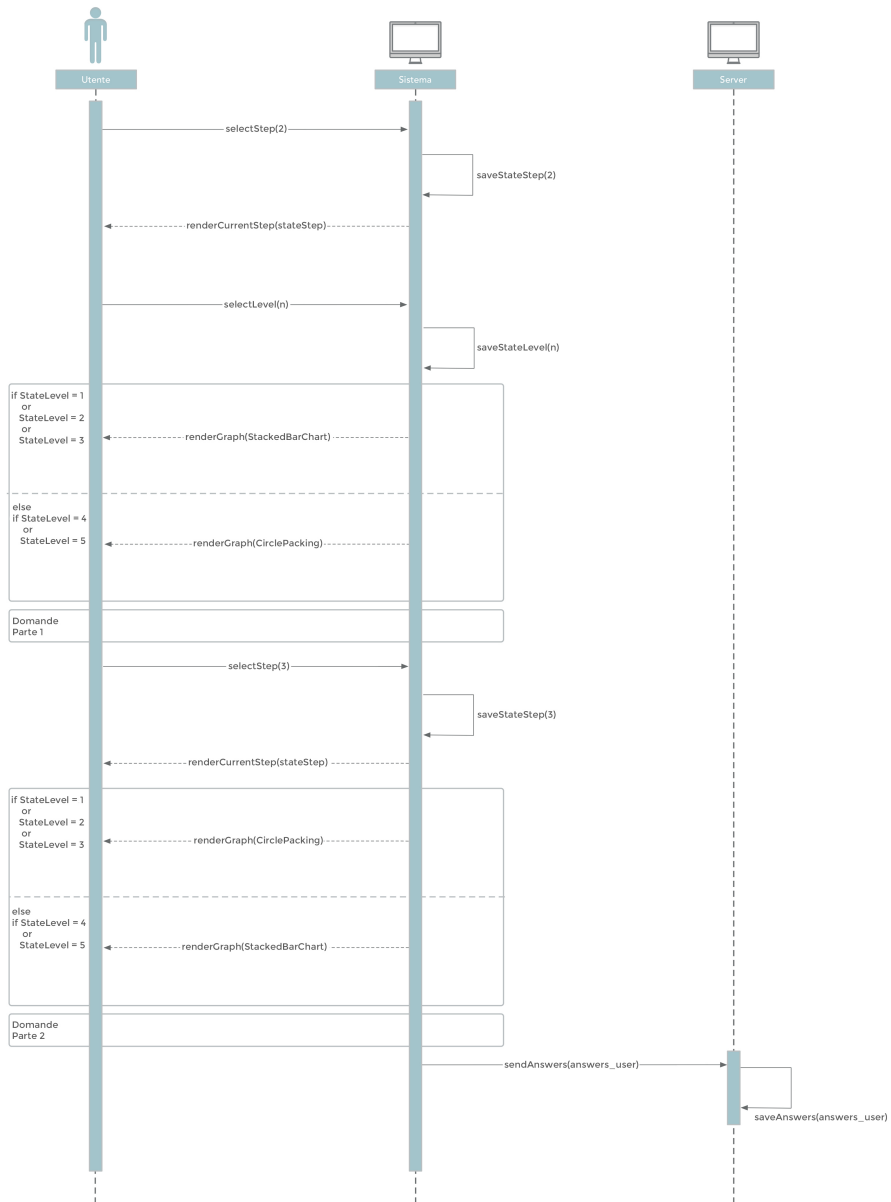 Utente
Sistema
Server
selectStep(2)
saveStateStep(2)
renderCurrentStep(stateStep)
selectLevel(n)
saveStateLevel(n)
if StateLevel = 1
or
StateLevel = 2
or
StateLevel = 3
renderGraph(StackedBarChart)
else
if StateLevel = 4
or
StateLevel = 5
renderGraph(CirclePacking)
Domande
Parte 1
selectStep(3)
saveStateStep(3)
renderCurrentStep(stateStep)
if StateLevel = 1
or
StateLevel = 2
or
StateLevel = 3
renderGraph(CirclePacking)
else
if StateLevel = 4
or
StateLevel = 5
renderGraph(StackedBarChart)
Domande
Parte 2
sendAnswers(answers_user)
saveAnswers(answers_user)